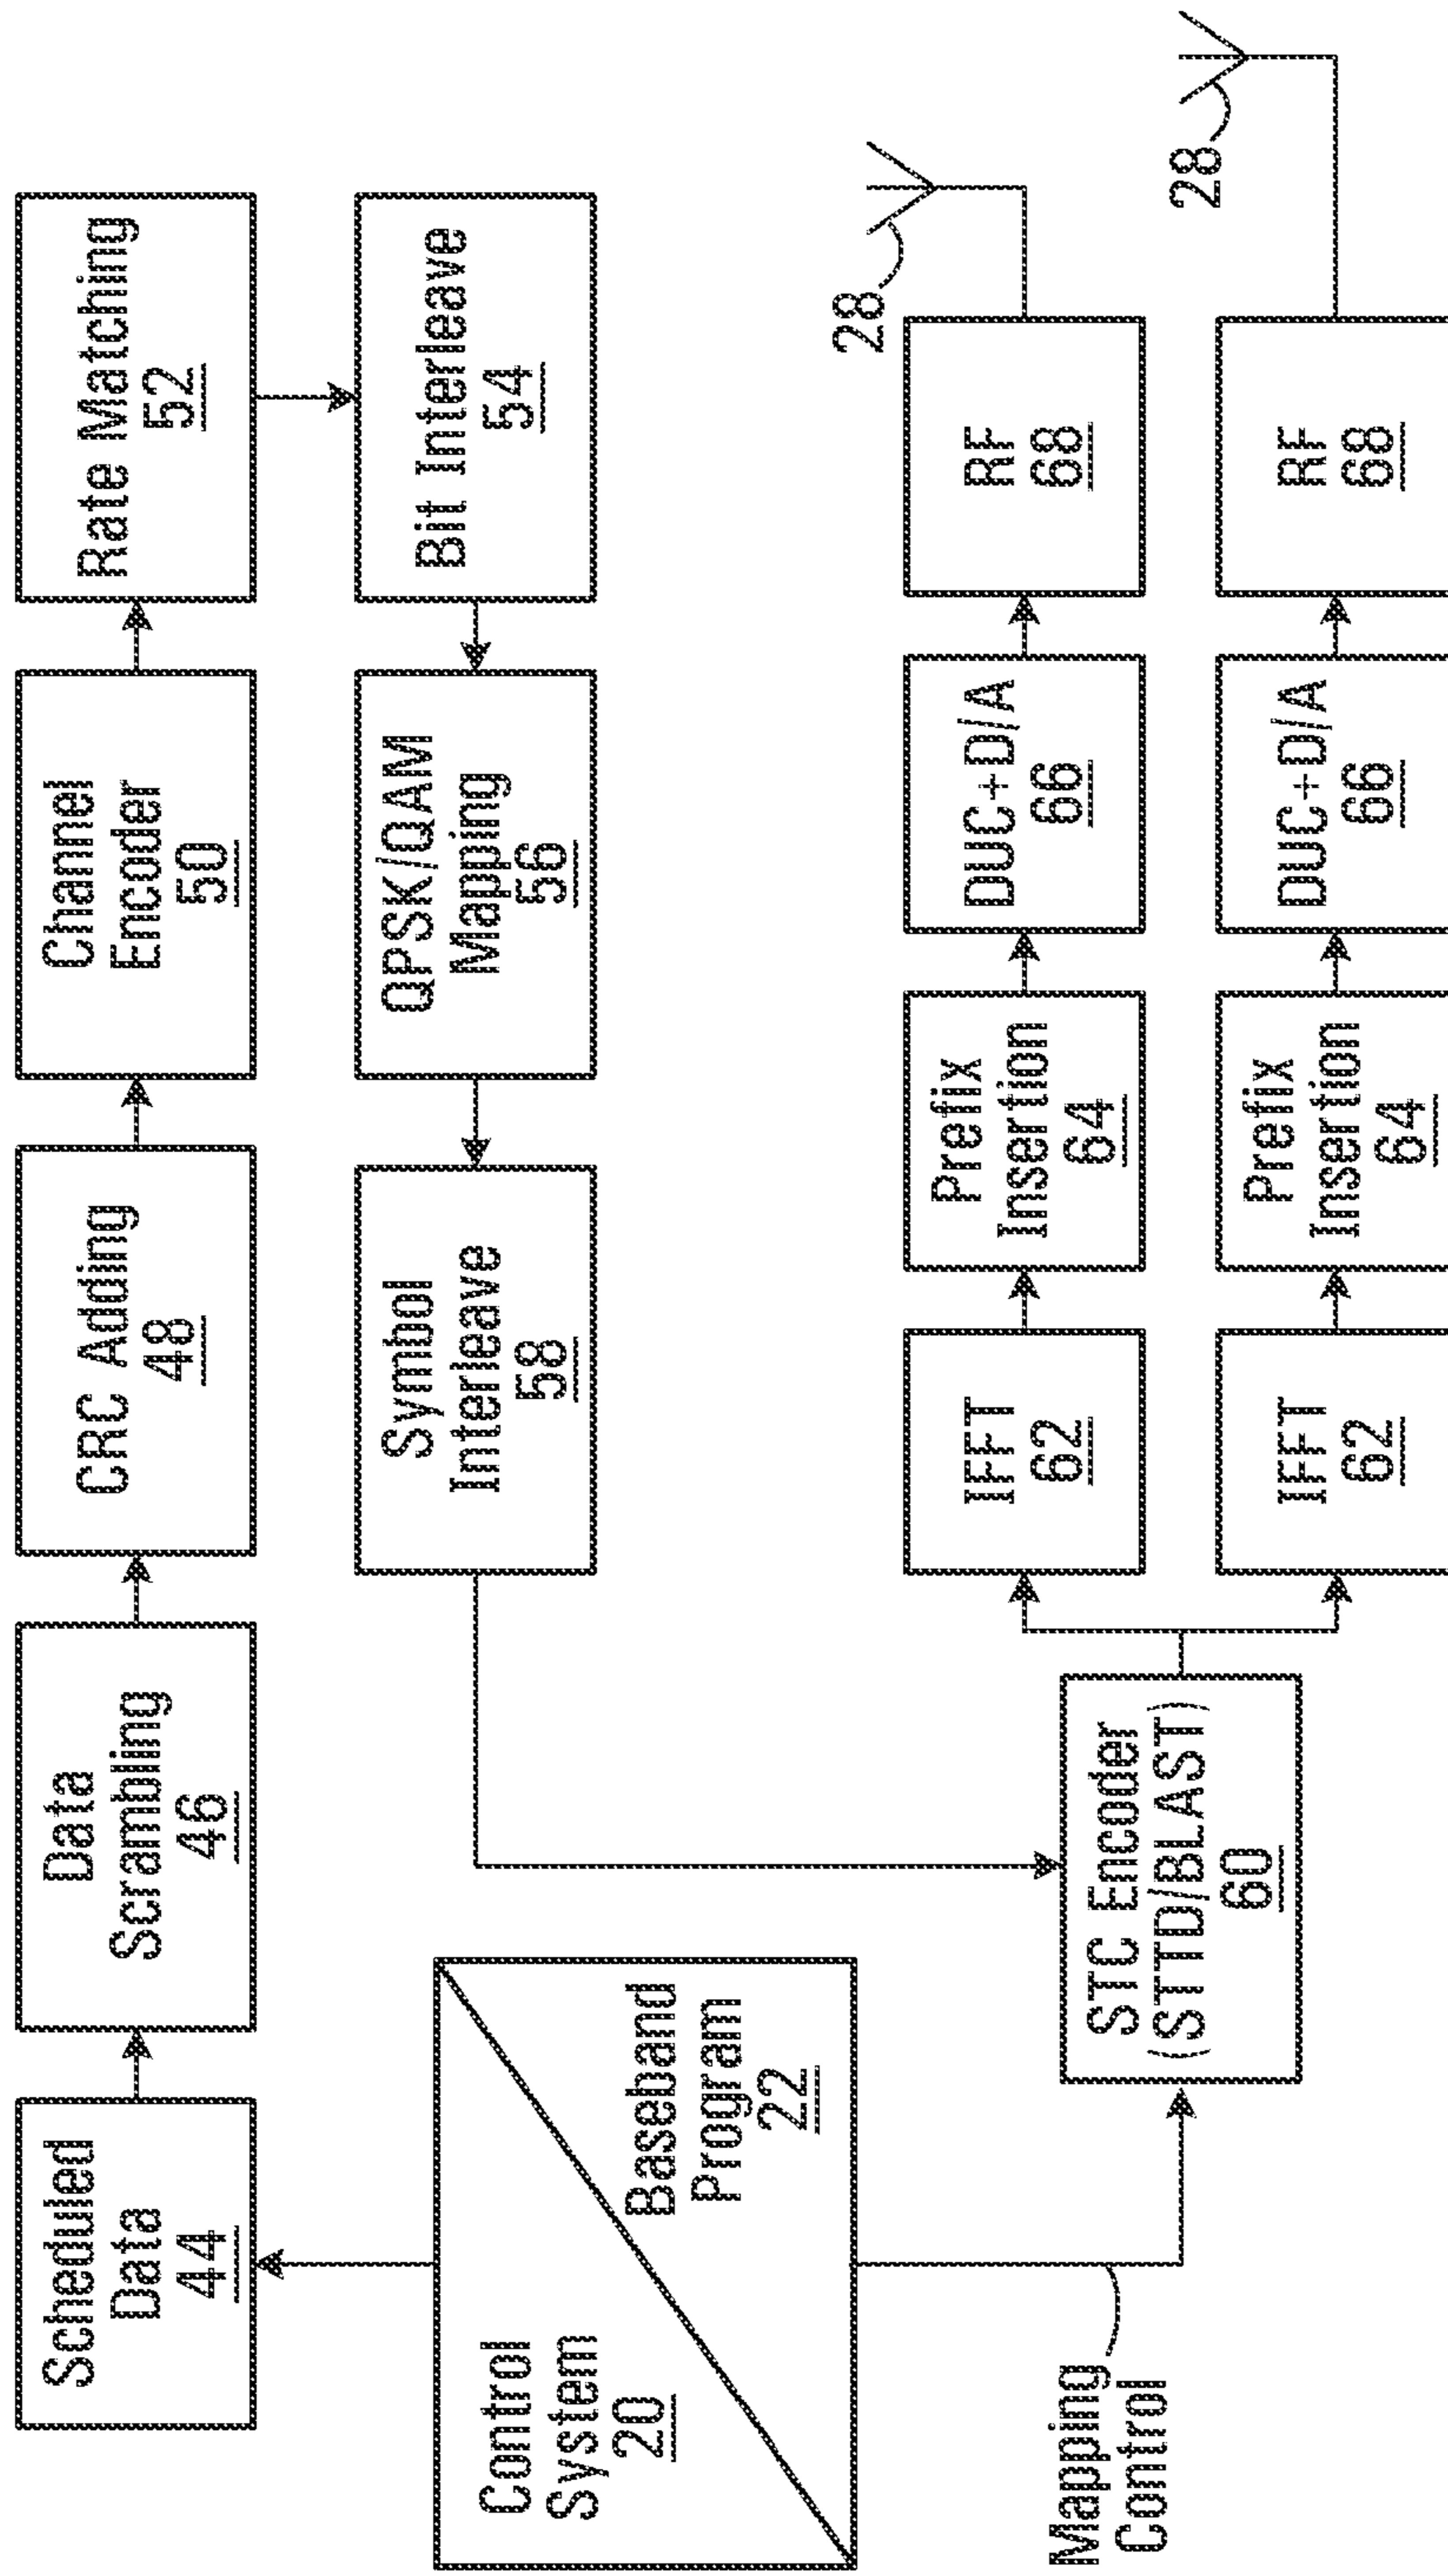 Scheduled
Data
44
Data
Scrambling
46
CRC Adding
48
Channel
Encoder
50
Rate Matching
52
Bit Interleave
54
QPSK/QAM
Mapping
56
Symbol
Interleave
58
Control
System
20
Baseband
Program
22
Mapping
Control
STC Encoder
(STTD/BLAST)
60
IFFT
62
Prefix
Insertion
64
DUC+D/A
66
RF
68
28
IFFT
62
Prefix
Insertion
64
DUC+D/A
66
RF
68
28